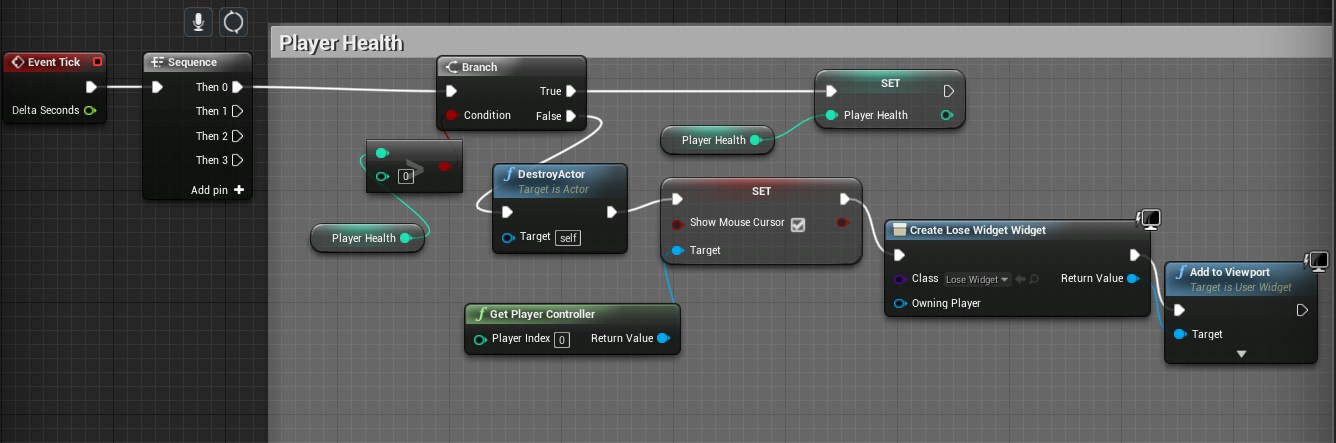 Player Health
Event Tick
Delta Seconds
Sequence
Then 0
Then 1
Then 2
Then 3
Add pin
Branch
True
Condition
False
SET
Player Health
Player Health
>
0
Player Health
DestroyActor
Target is Actor
Target
self
SET
Show Mouse Cursor
Target
Get Player Controller
Player Index
0
Return Value
Create Lose Widget Widget
Class
Lose Widget
Return Value
Owning Player
Add to Viewport
Target is User Widget
Target